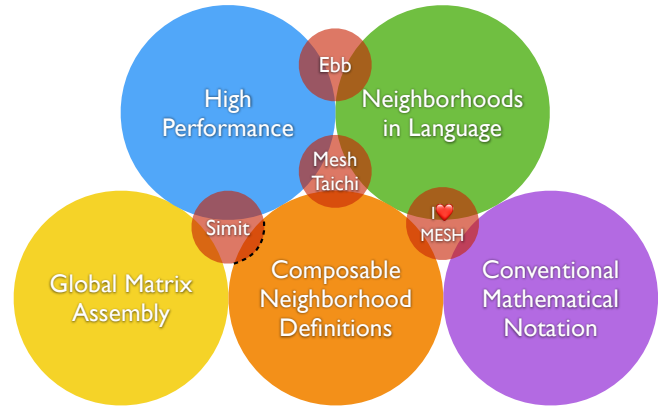 Ebb
High
Performance
Neighborhoods
in Language
Mesh
Taichi
Simit
I❤️
MESH
Global Matrix
Assembly
Composable
Neighborhood
Definitions
Conventional
Mathematical
Notation